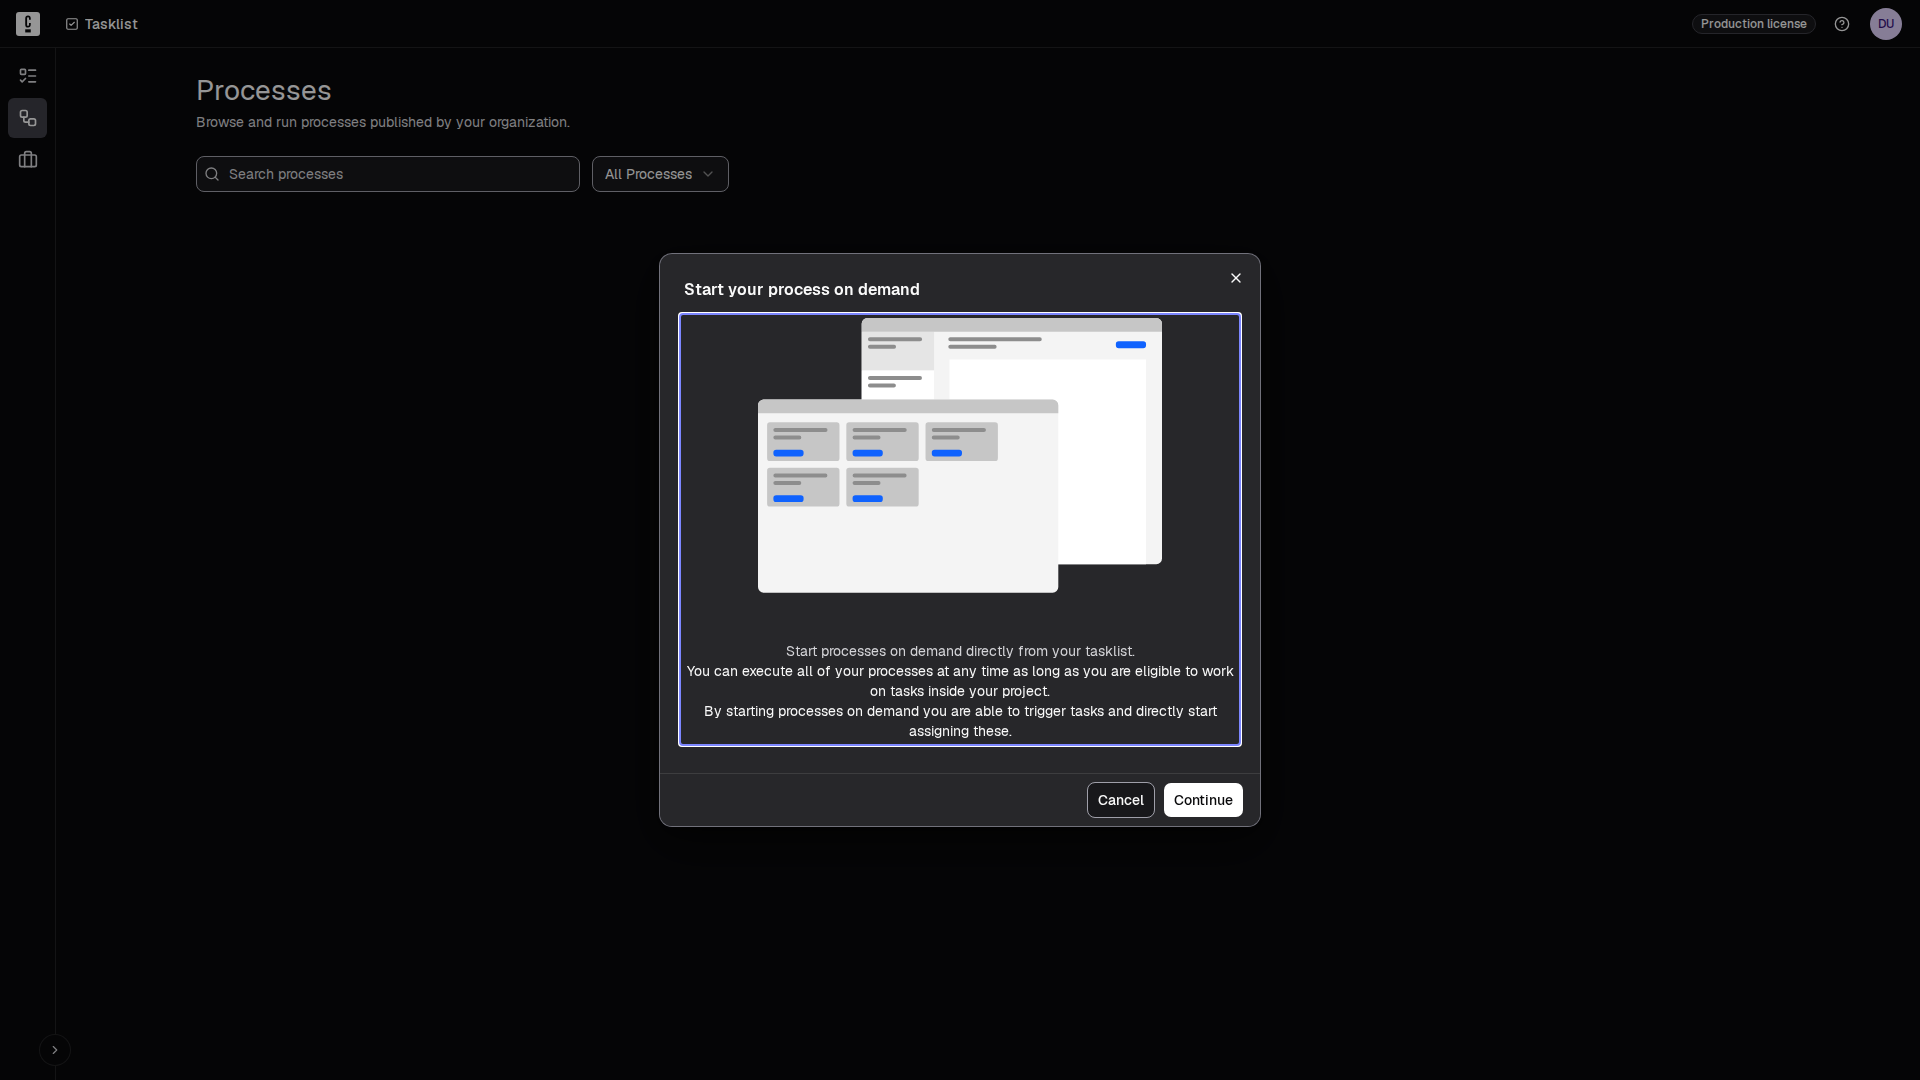 Tasklist
Production license
DU
Processes
Browse and run processes published by your organization.
Search processes
All Processes
Start your process on demand
Start processes on demand directly from your tasklist.
You can execute all of your processes at any time as long as you are eligible to work
on tasks inside your project.
By starting processes on demand you are able to trigger tasks and directly start
assigning these.
Cancel
Continue